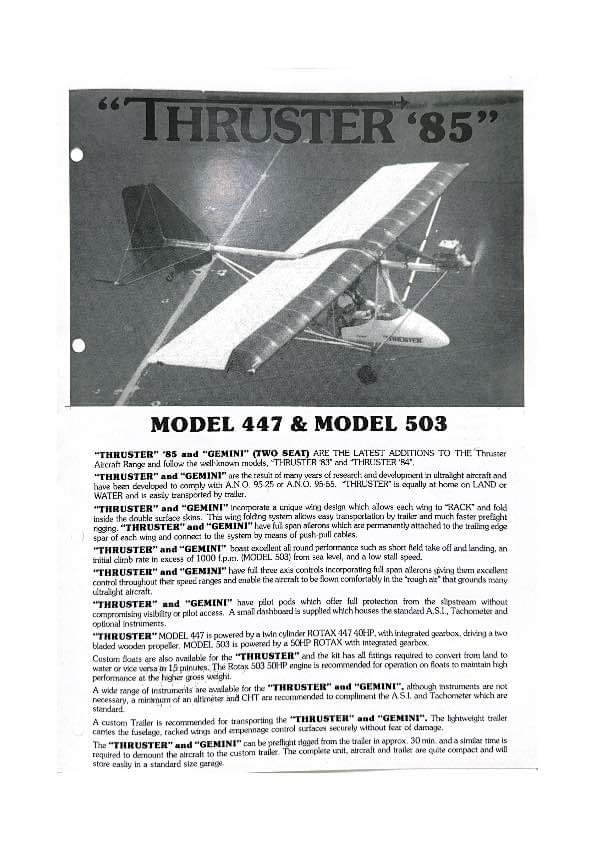 "THRUSTER '85"
THRUSTER
MODEL 447 & MODEL 503
"THRUSTER" '85 and "GEMINI" (TWO SEAT) ARE THE LATEST ADDITIONS TO THE Thruster
Aircraft Range and follow the well-known models, "THRUSTER '83" and "THRUSTER '84".
"THRUSTER" and "GEMINI" are the result of many years of research and development in ultralight aircraft and
have been developed to comply with A.N.O. 95-25 or A.N.O. 95-55. "THRUSTER" is equally at home on LAND or
WATER and is easily transported by trailer.
"THRUSTER" and "GEMINI" incorporate a unique wing design which allows each wing to "RACK" and fold
inside the double surface skins. This wing folding system allows easy transportation by trailer and much faster preflight
rigging. "THRUSTER" and "GEMINI" have full span ailerons which are permanently attached to the trailing edge
spar of each wing and connect to the system by means of push-pull cables.
"THRUSTER" and "GEMINI" boast excellent all round performance such as short field take off and landing, an
initial climb rate in excess of 1000 f.p.m. (MODEL 503) from sea level, and a low stall speed.
"THRUSTER" and "GEMINI" have full three axis controls incorporating full span ailerons giving them excellent
control throughout their speed ranges and enable the aircraft to be flown comfortably in the "rough air" that grounds many
ultralight aircraft.
"THRUSTER" and "GEMINI" have pilot pods which offer full protection from the slipstream without
compromising visibility or pilot access. A small dashboard is supplied which houses the standard A.S.I., Tachometer and
optional instruments.
"THRUSTER" MODEL 447 is powered by a twin cylinder ROTAX 447 40HP, with integrated gearbox, driving a two
bladed wooden propeller. MODEL 503 is powered by a 50HP ROTAX with integrated gearbox.
Custom floats are also available for the "THRUSTER" and the kit has all fittings required to convert from land to
water or vice versa in 15 minutes. The Rotax 503 50HP engine is recommended for operation on floats to maintain high
performance at the higher gross weight.
A wide range of instruments are available for the "THRUSTER" and "GEMINI", although instruments are not
necessary, a minimum of an altimeter and CHT are recommended to compliment the A.S.I. and Tachometer which are
standard.
A custom Trailer is recommended for transporting the "THRUSTER" and "GEMINI". The lightweight trailer
carries the fuselage, racked wings and empennage control surfaces securely without fear of damage.
The "THRUSTER" and "GEMINI" can be preflight rigged from the trailer in approx. 30 min. and a similar time is
required to demount the aircraft to the custom trailer. The complete unit, aircraft and trailer are quite compact and will
store easily in a standard size garage.